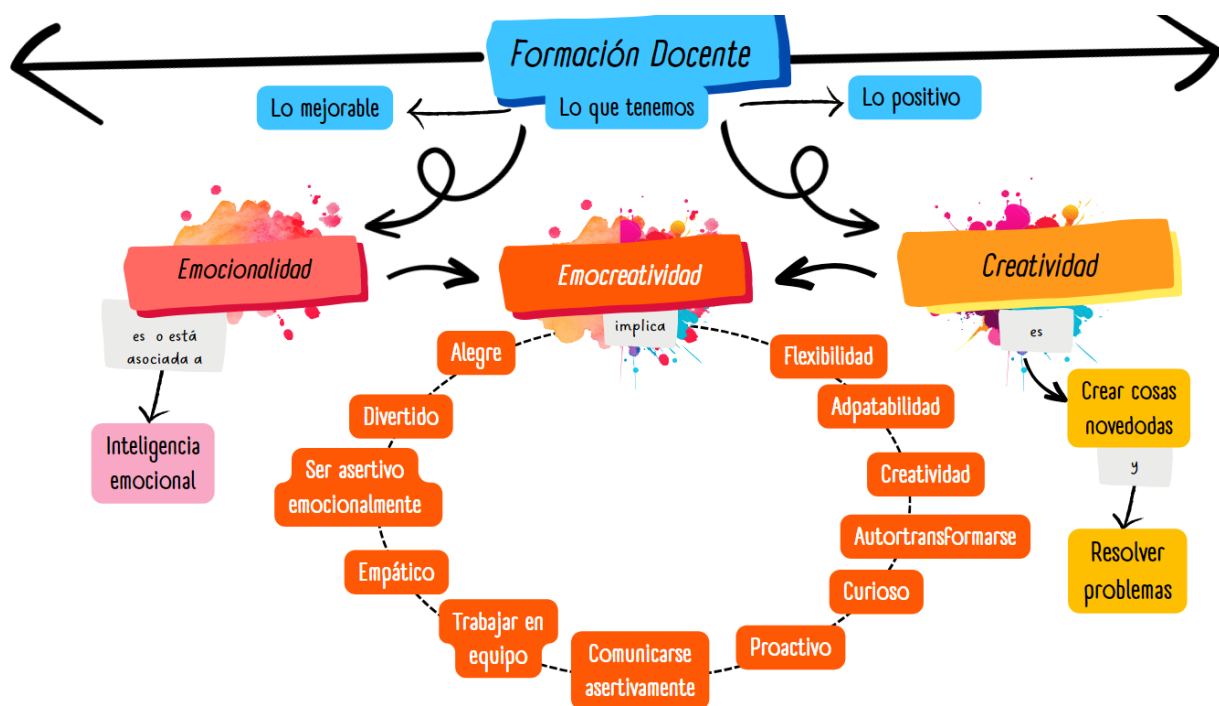 Formación Docente
Lo mejorable
Lo que tenemos
Lo positivo
Emocionalidad
Emocreatividad
Creatividad
es o está
asociada a
implica
es
Inteligencia
emocional
Alegre
Divertido
Ser asertivo
emocionalmente
Empático
Trabajar en
equipo
Comunicarse
asertivamente
Proactivo
Curioso
Autortransformarse
Creatividad
Adpatabilidad
Flexibilidad
Crear cosas
novedodas
y
Resolver
problemas